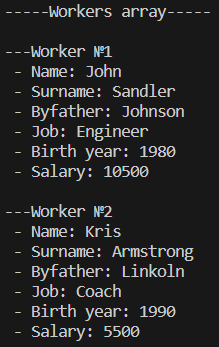 -----Workers array-----
---Worker №1
- Name: John
- Surname: Sandler
- Byfather: Johnson
- Job: Engineer
- Birth year: 1980
- Salary: 10500
---Worker №2
- Name: Kris
- Surname: Armstrong
- Byfather: Linkoln
- Job: Coach
- Birth year: 1990
- Salary: 5500